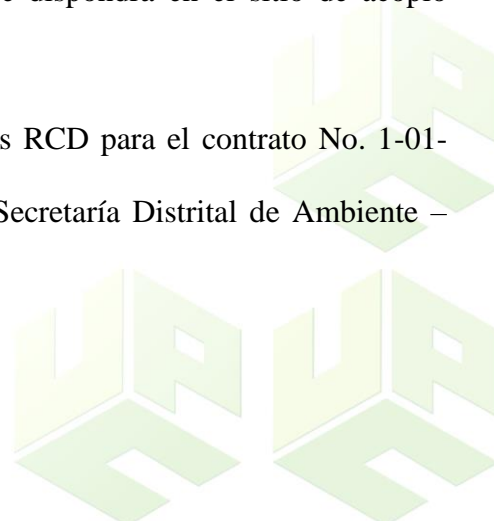 dispondrá en el sitio de acopio
s RCD para el contrato No. 1-01-
Secretaría Distrital de Ambiente –